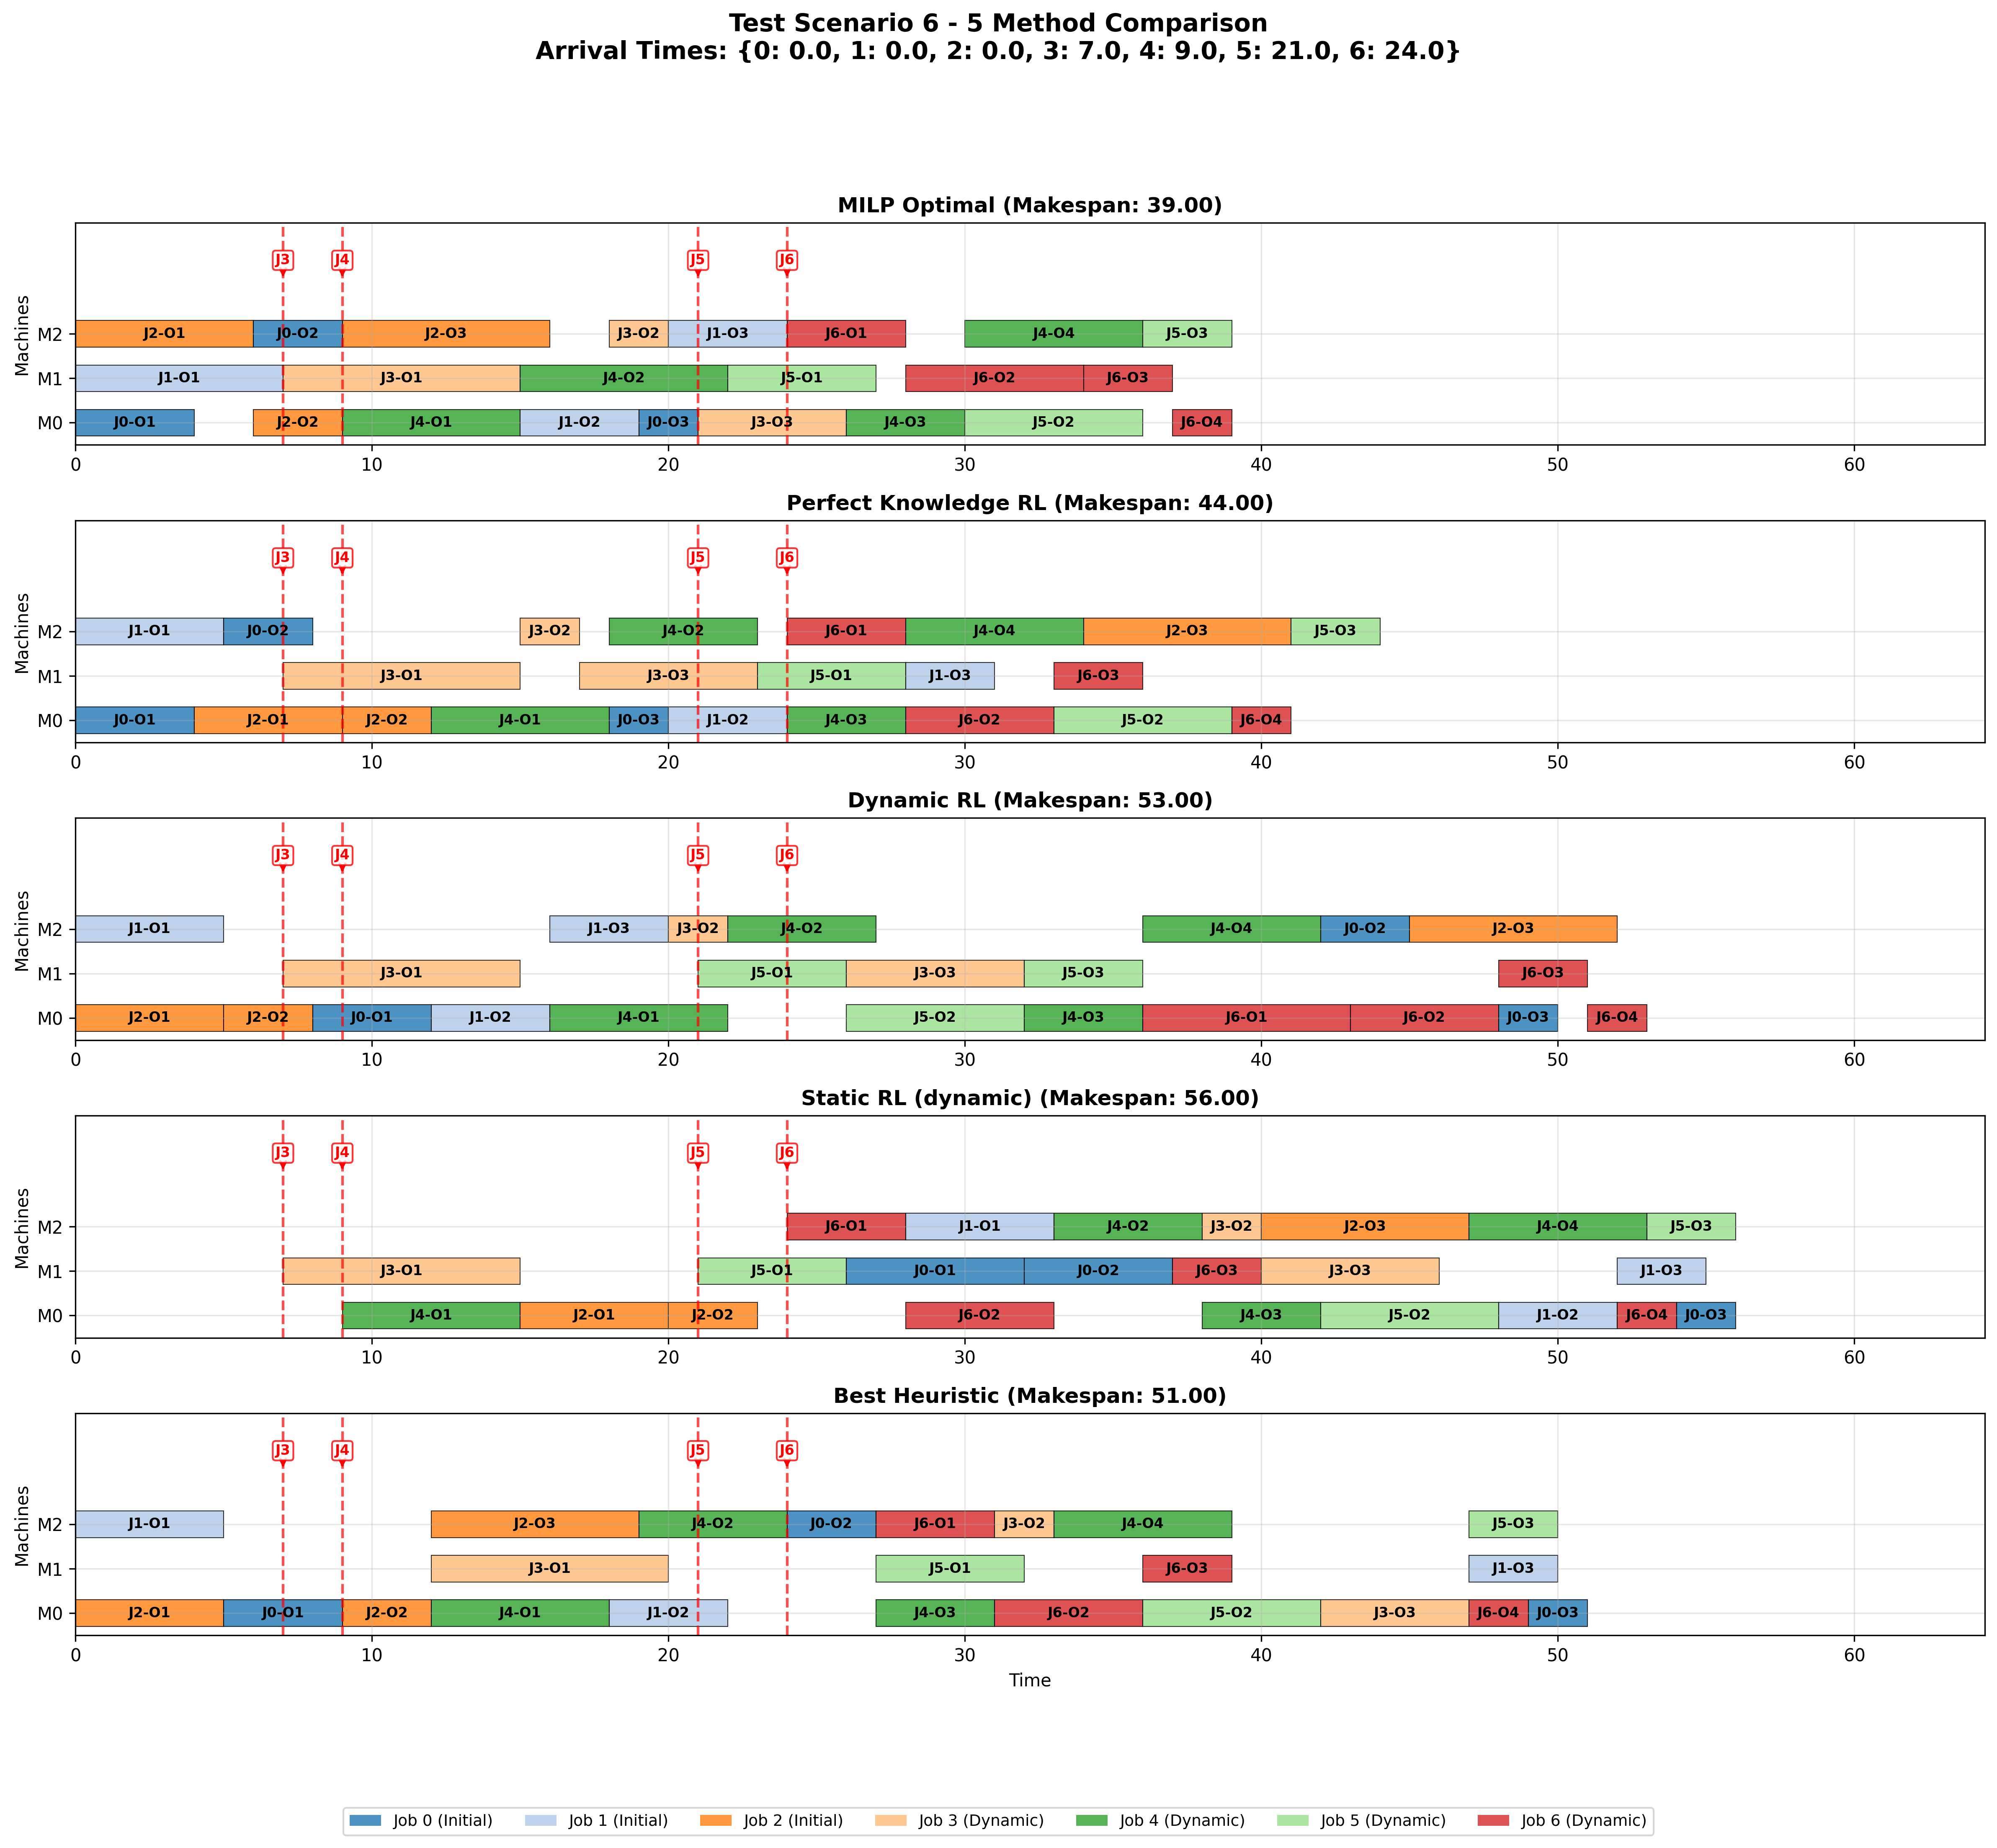 Test Scenario 6 - 5 Method Comparison
Arrival Times: {0: 0.0, 1: 0.0, 2: 0.0, 3: 7.0, 4: 9.0, 5: 21.0, 6: 24.0}
MILP Optimal (Makespan: 39.00)
J3 J4 J5 J6
Machines
M2 J2-O1 J0-O2 J2-O3 J3-O2 J1-O3 J6-O1 J4-O4 J5-O3
M1 J1-O1 J3-O1 J4-O2 J5-O1 J6-O2 J6-O3
M0 J0-O1 J2-O2 J4-O1 J1-O2 J0-O3 J3-O3 J4-O3 J5-O2 J6-O4
0 10 20 30 40 50 60
Perfect Knowledge RL (Makespan: 44.00)
J3 J4 J5 J6
Machines
M2 J1-O1 J0-O2 J3-O2 J4-O2 J6-O1 J4-O4 J2-O3 J5-O3
M1 J3-O1 J3-O3 J5-O1 J1-O3 J6-O3
M0 J0-O1 J2-O1 J2-O2 J4-O1 J0-O3 J1-O2 J4-O3 J6-O2 J5-O2 J6-O4
0 10 20 30 40 50 60
Dynamic RL (Makespan: 53.00)
J3 J4 J5 J6
Machines
M2 J1-O1 J1-O3 J3-O2 J4-O2 J4-O4 J0-O2 J2-O3
M1 J3-O1 J5-O1 J3-O3 J5-O3 J6-O3
M0 J2-O1 J2-O2 J0-O1 J1-O2 J4-O1 J5-O2 J4-O3 J6-O1 J6-O2 J0-O3 J6-O4
0 10 20 30 40 50 60
Static RL (dynamic) (Makespan: 56.00)
J3 J4 J5 J6
Machines
M2 J6-O1 J1-O1 J4-O2 J3-O2 J2-O3 J4-O4 J5-O3
M1 J3-O1 J5-O1 J0-O1 J0-O2 J6-O3 J3-O3 J1-O3
M0 J4-O1 J2-O1 J2-O2 J6-O2 J4-O3 J5-O2 J1-O2 J6-O4 J0-O3
0 10 20 30 40 50 60
Best Heuristic (Makespan: 51.00)
J3 J4 J5 J6
Machines
M2 J1-O1 J2-O3 J4-O2 J0-O2 J6-O1 J3-O2 J4-O4 J5-O3
M1 J3-O1 J5-O1 J6-O3 J1-O3
M0 J2-O1 J0-O1 J2-O2 J4-O1 J1-O2 J4-O3 J6-O2 J5-O2 J3-O3 J6-O4 J0-O3
0 10 20 30 40 50 60
Time
Job 0 (Initial) Job 1 (Initial) Job 2 (Initial) Job 3 (Dynamic) Job 4 (Dynamic) Job 5 (Dynamic) Job 6 (Dynamic)